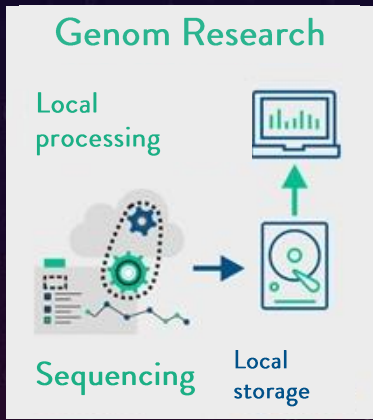 Genom Research
Local
processing
Sequencing
Local
storage